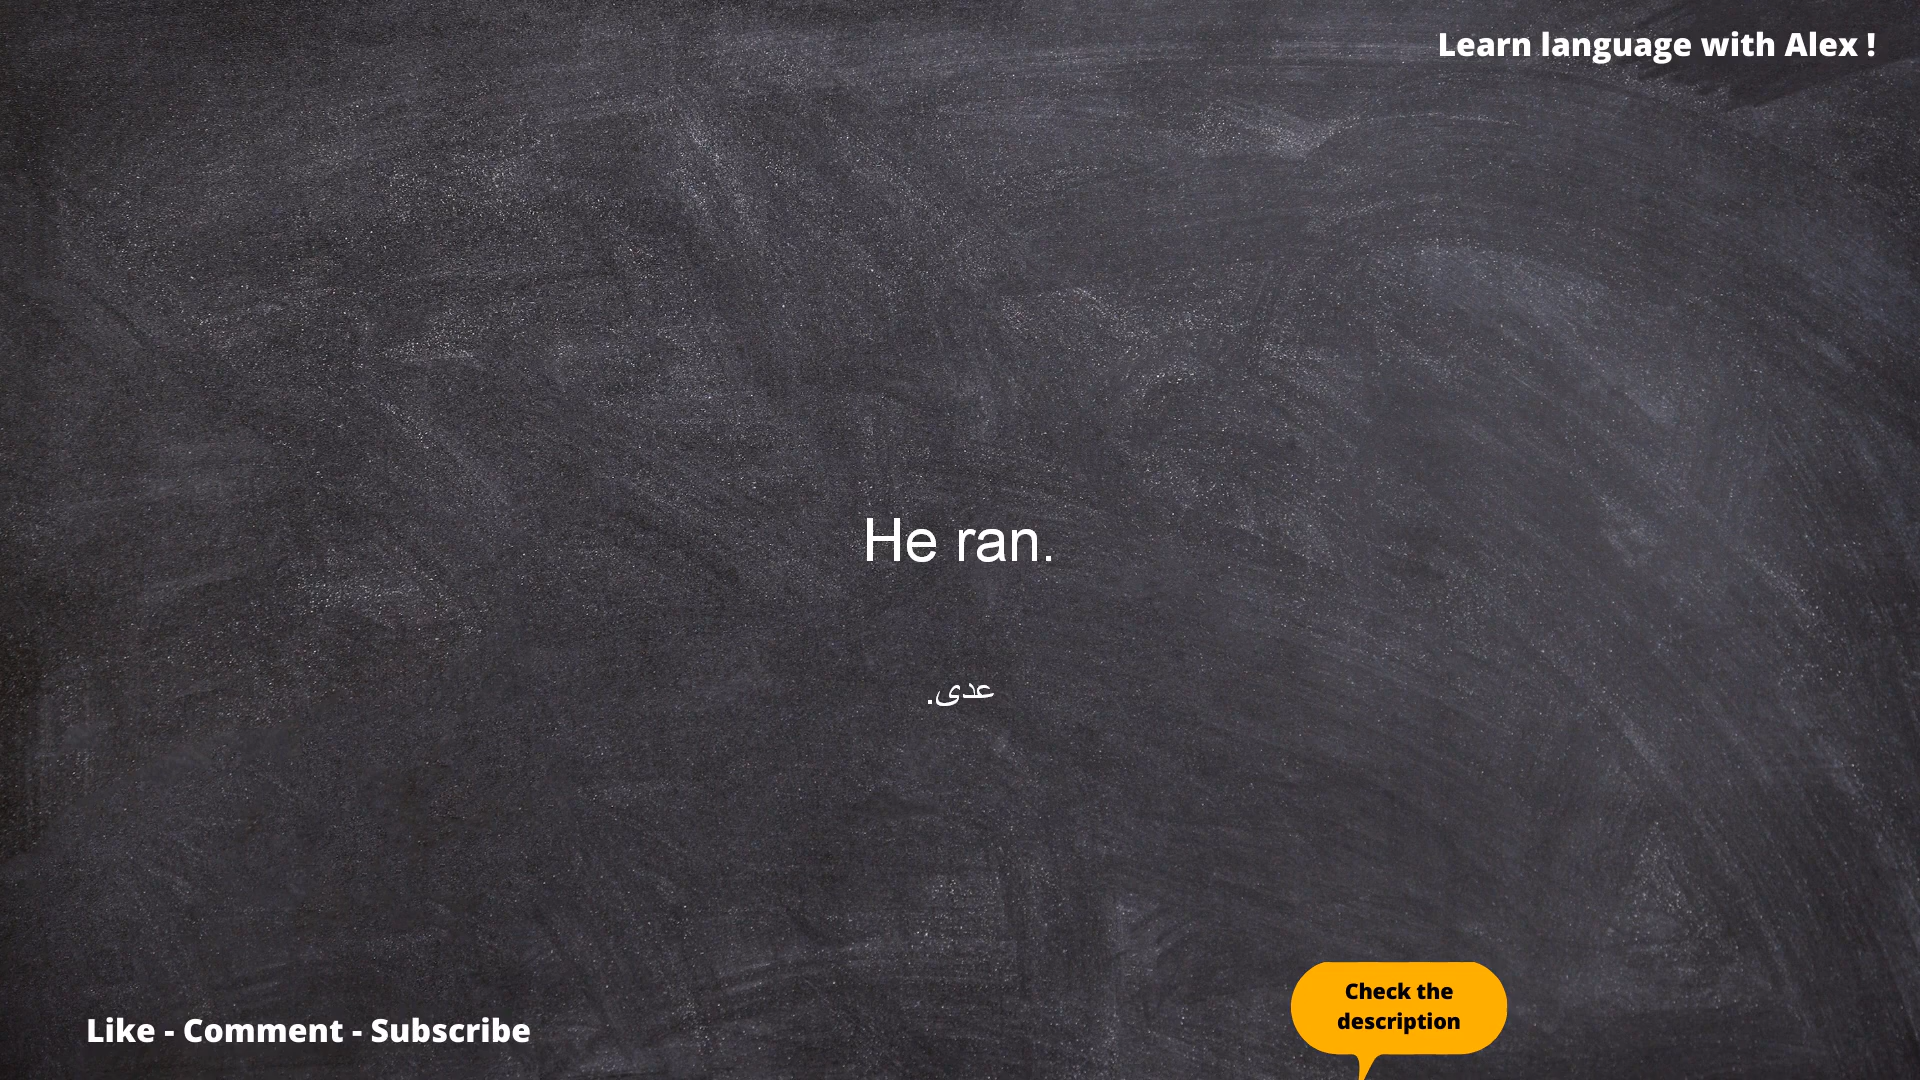 Learn language with Alex !
He ran.
عدى.
Like - Comment - Subscribe
Check the
description